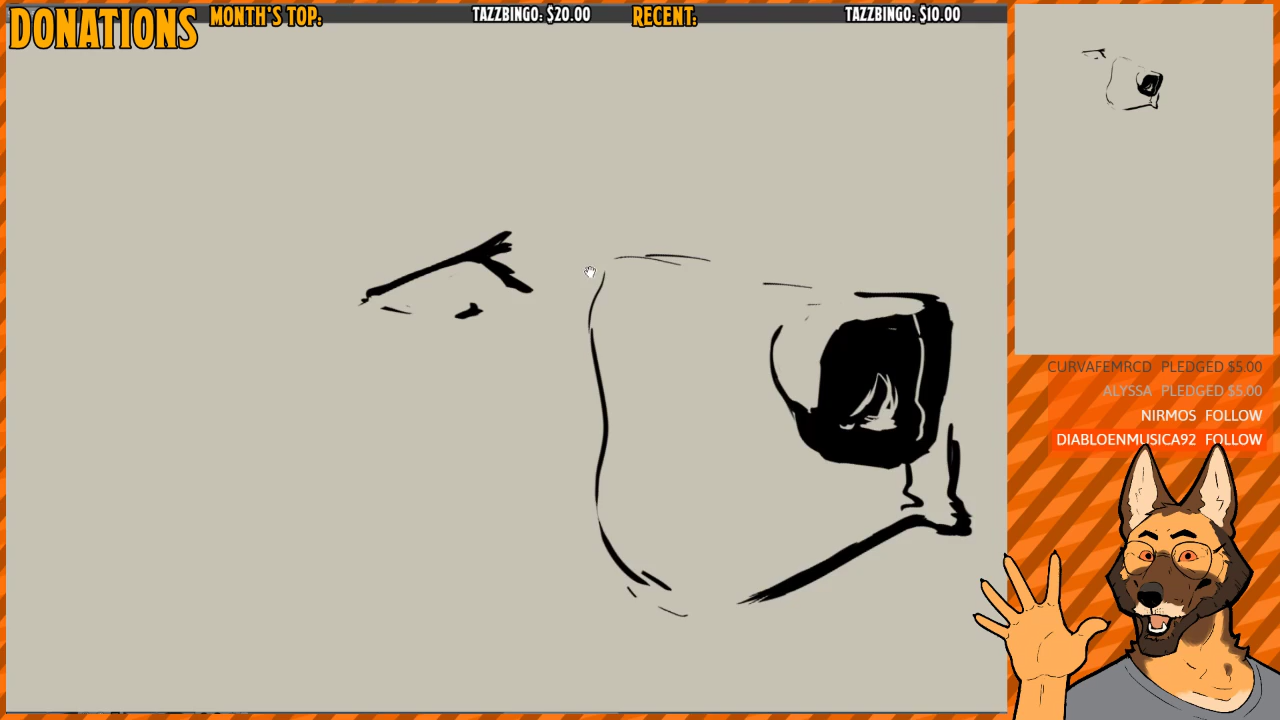 DONATIONS
MONTH'S TOP:
TAZZBINGO: $20.00
RECENT:
TAZZBINGO: $10.00
CURVAFEMRCD PLEDGED $5.00
ALYSSA PLEDGED $5.00
NIRMOS FOLLOW
DIABLOENMUSICA92 FOLLOW